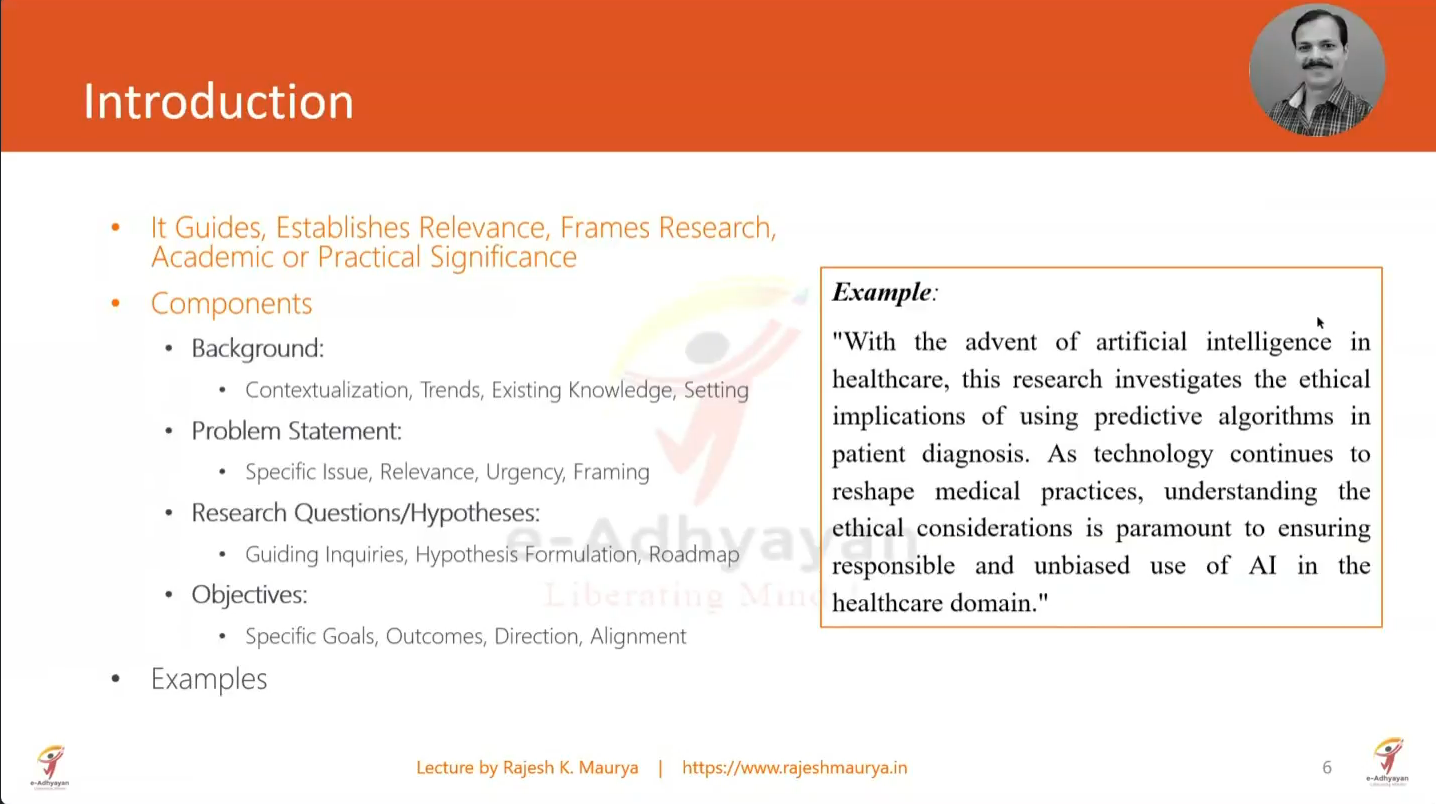 Introduction
• It Guides, Establishes Relevance, Frames Research,
Academic or Practical Significance
• Components
• Background:
• Contextualization, Trends, Existing Knowledge, Setting
• Problem Statement:
• Specific Issue, Relevance, Urgency, Framing
• Research Questions/Hypotheses:
• Guiding Inquiries, Hypothesis Formulation, Roadmap
• Objectives:
• Specific Goals, Outcomes, Direction, Alignment
• Examples
Example:
"With the advent of artificial intelligence in
healthcare, this research investigates the ethical
implications of using predictive algorithms in
patient diagnosis. As technology continues to
reshape medical practices, understanding the
ethical considerations is paramount to ensuring
responsible and unbiased use of AI in the
healthcare domain."
e-Adhyayan
Liberating
e-Adhyayan
Lecture by Rajesh K. Maurya | https://www.rajeshmaurya.in
6
e-Adhyayan